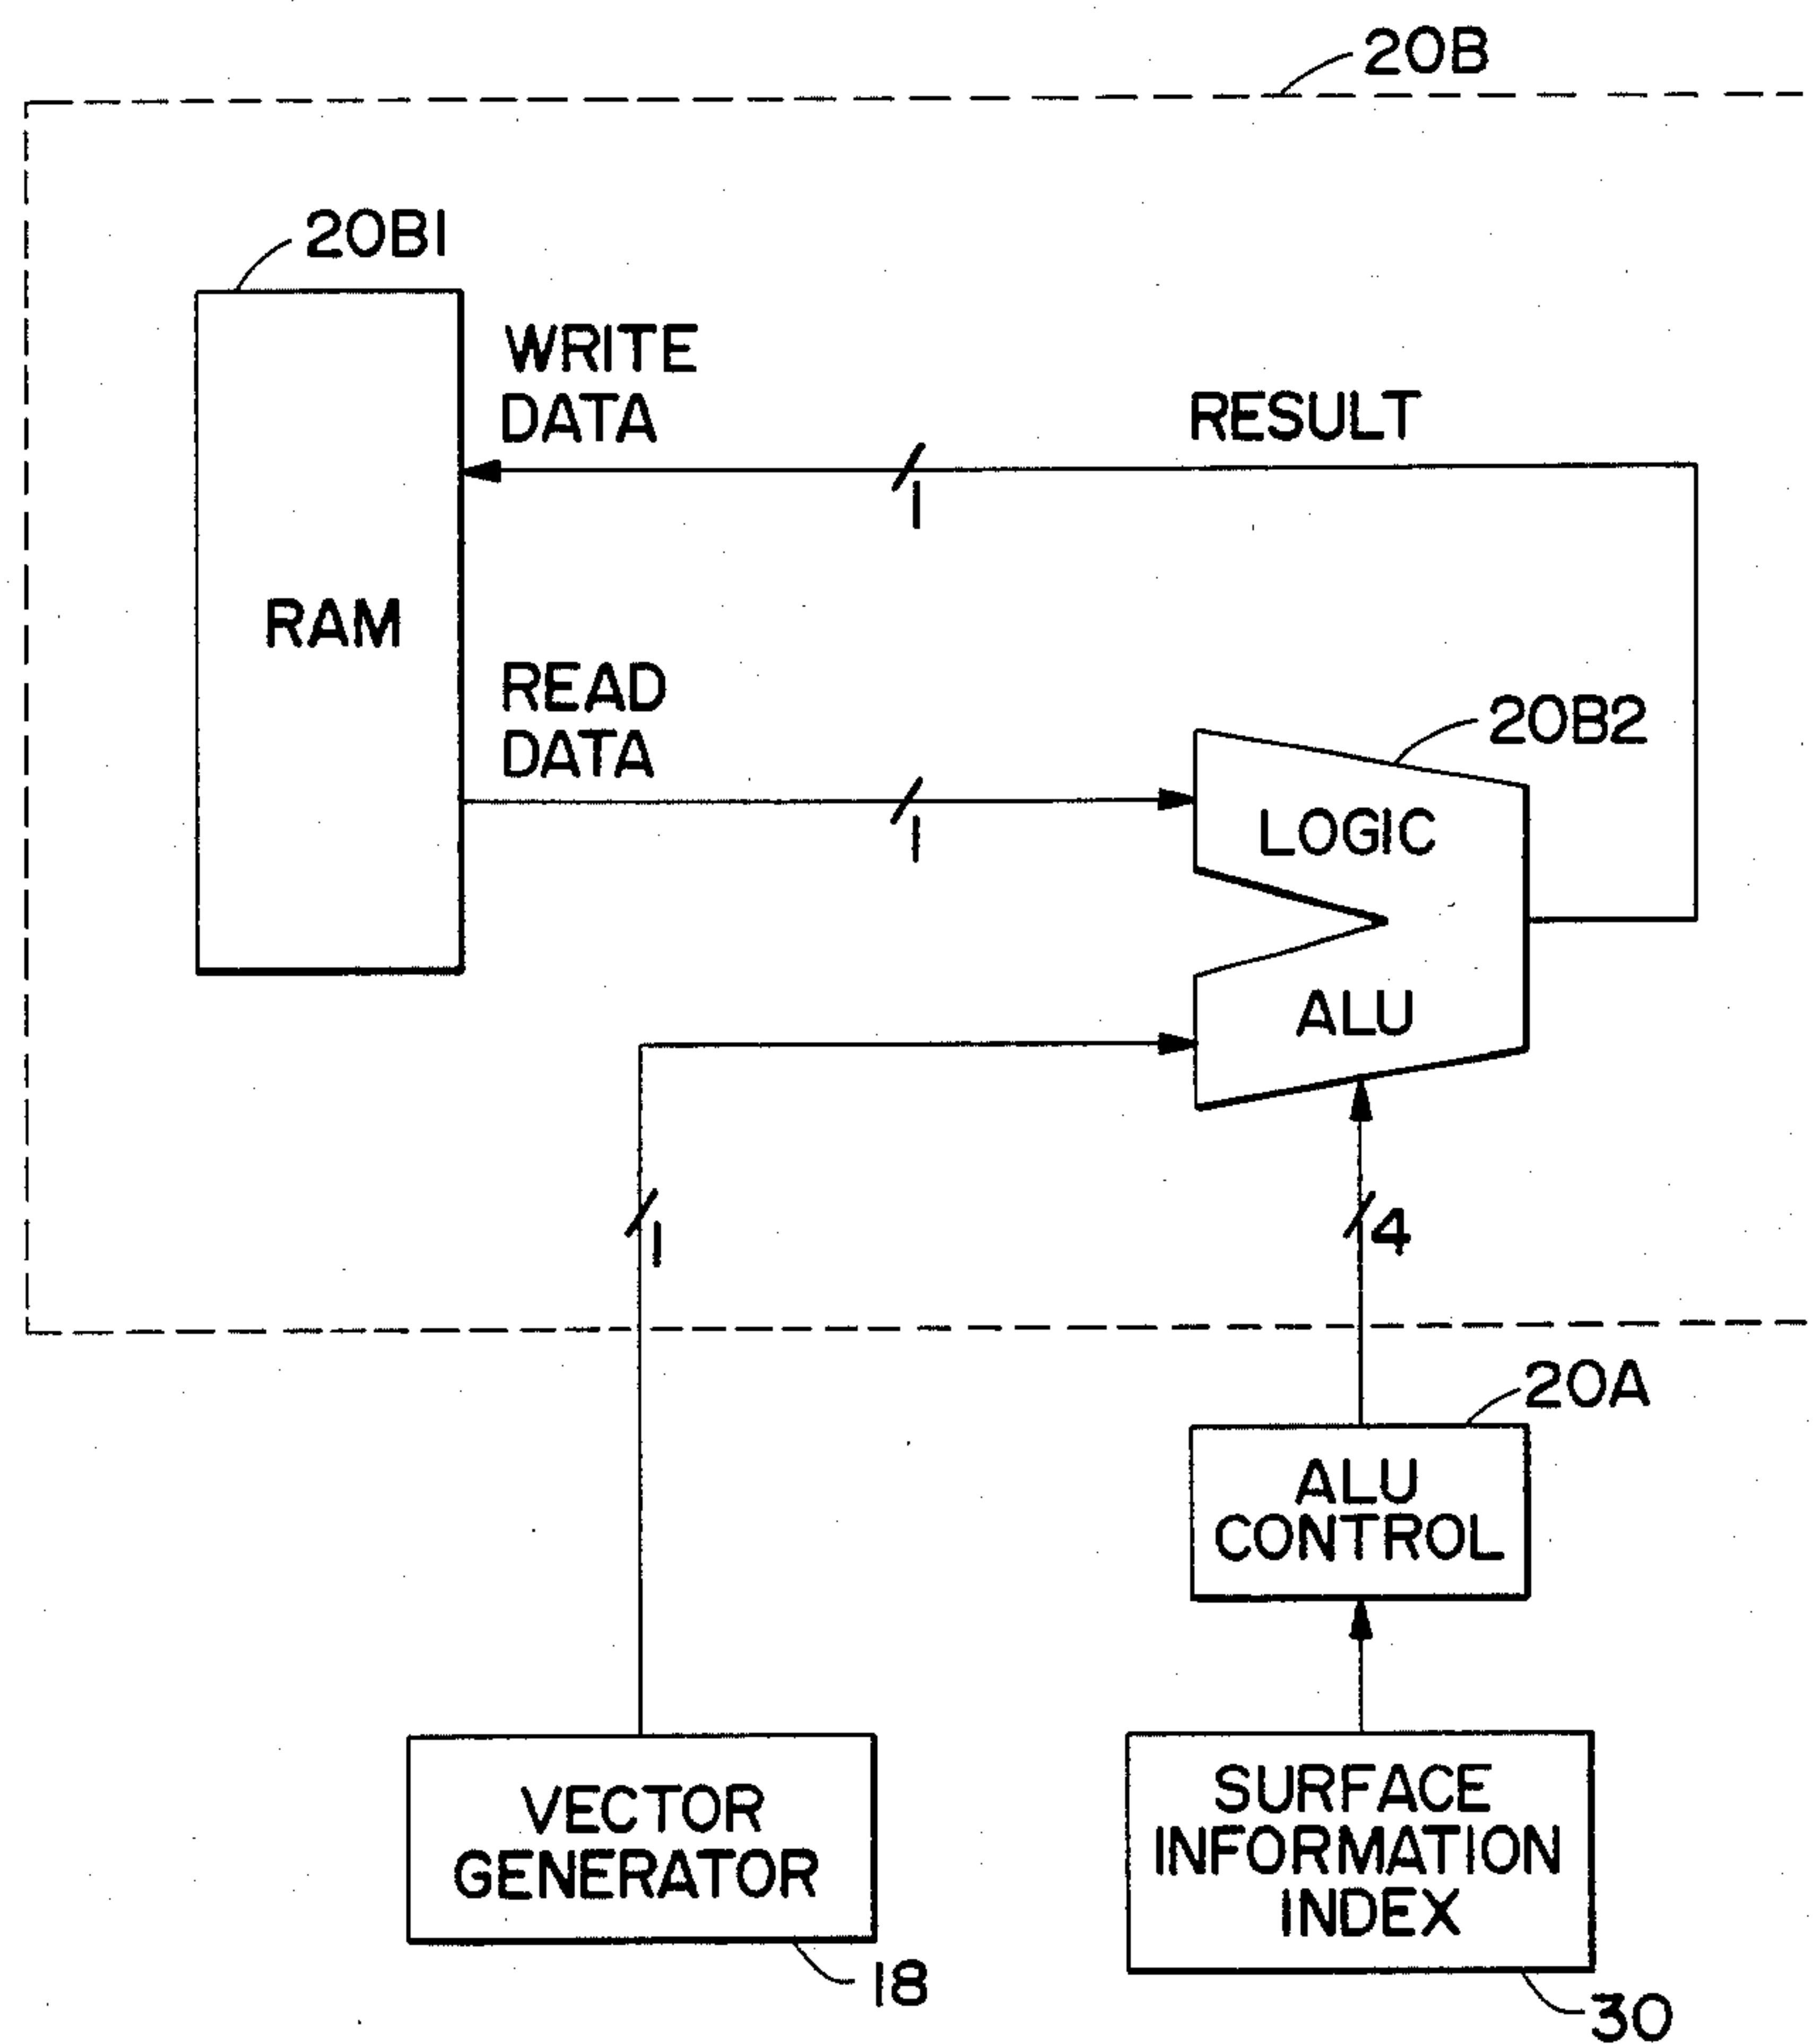 20B
20B1
WRITE
DATA
RESULT
1
RAM
READ
DATA
20B2
1
LOGIC
ALU
1
4
20A
ALU
CONTROL
VECTOR
GENERATOR
SURFACE
INFORMATION
INDEX
18
30